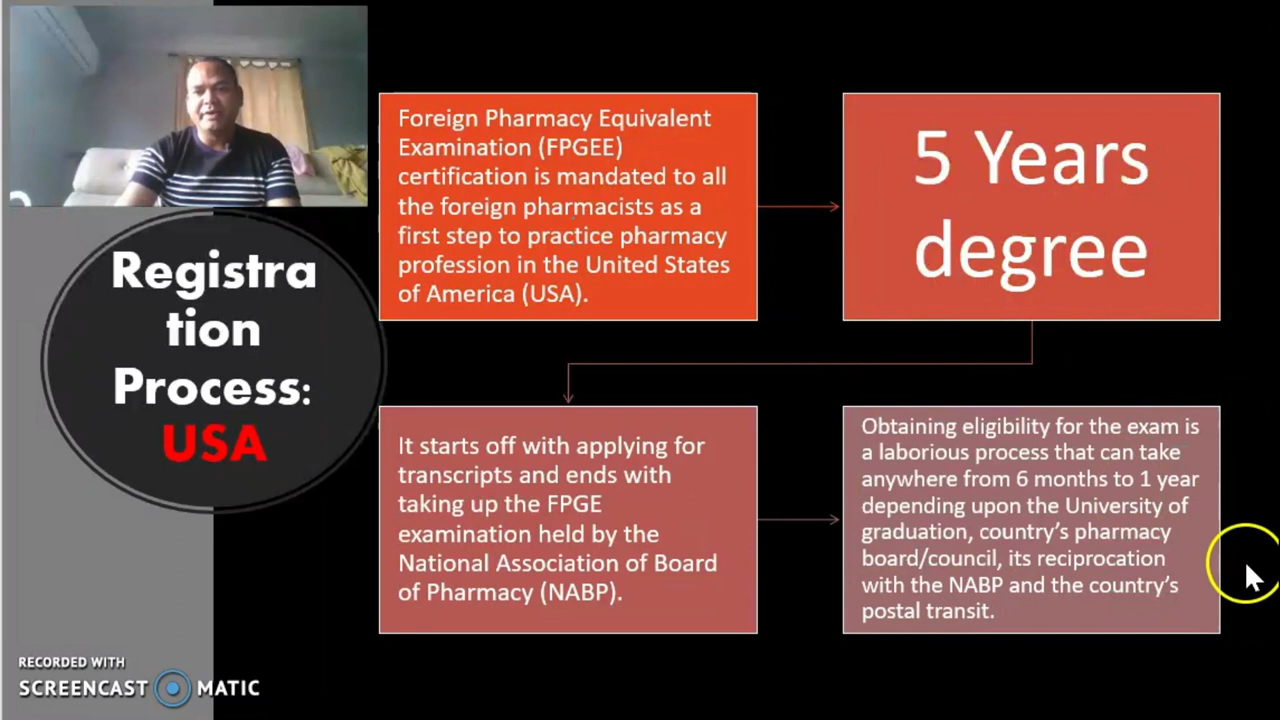 Registra
tion
Process:
USA
Foreign Pharmacy Equivalent
Examination (FPGEE)
certification is mandated to all
the foreign pharmacists as a
first step to practice pharmacy
profession in the United States
of America (USA).
5 Years
degree
It starts off with applying for
transcripts and ends with
taking up the FPGE
examination held by the
National Association of Board
of Pharmacy (NABP).
Obtaining eligibility for the exam is
a laborious process that can take
anywhere from 6 months to 1 year
depending upon the University of
graduation, country's pharmacy
board/council, its reciprocation
with the NABP and the country's
postal transit.
RECORDED WITH
SCREENCAST MATIC